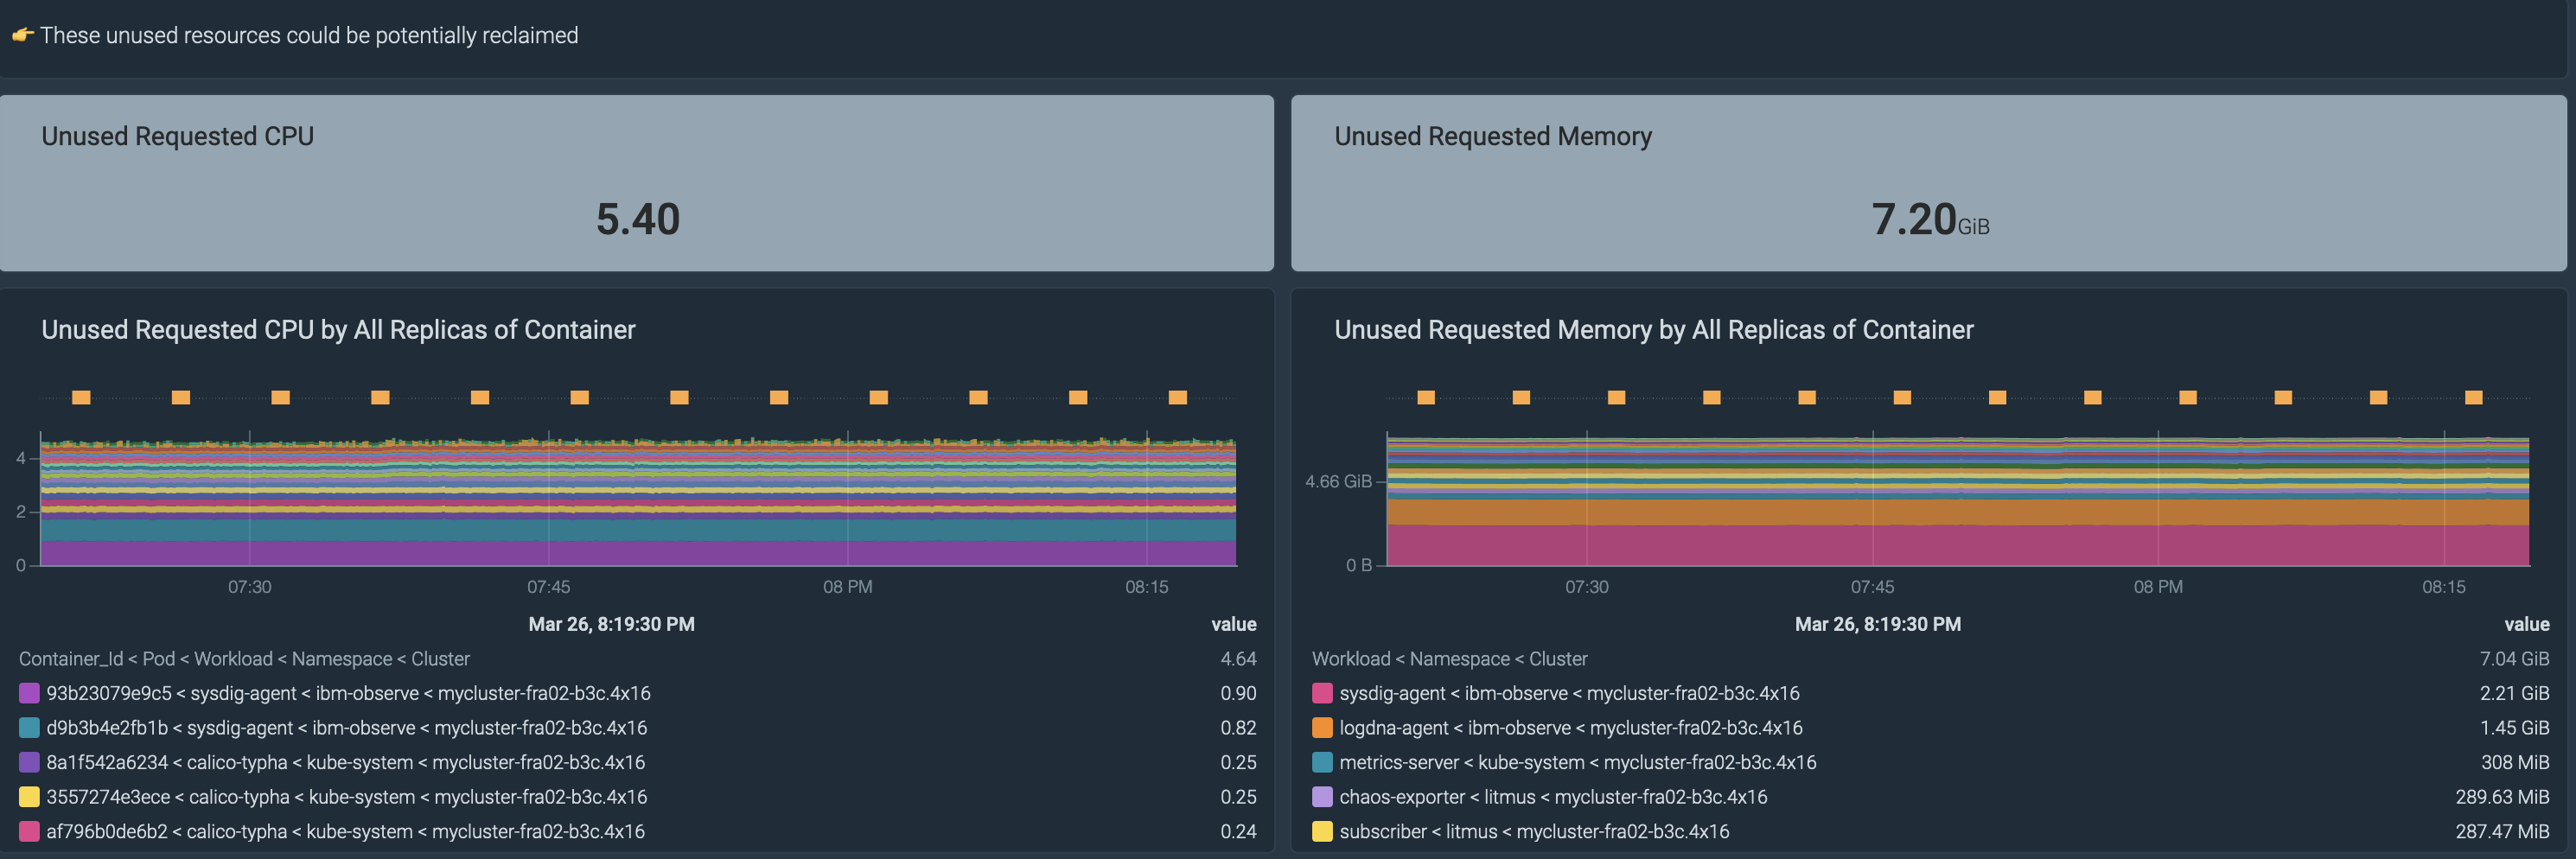 👉 These unused resources could be potentially reclaimed
Unused Requested CPU
5.40
Unused Requested Memory
7.20GiB
Unused Requested CPU by All Replicas of Container
4
2
0
07:30 07:45 08 PM 08:15
Mar 26, 8:19:30 PM value
Container_Id < Pod < Workload < Namespace < Cluster 4.64
93b23079e9c5 < sysdig-agent < ibm-observe < mycluster-fra02-b3c.4x16 0.90
d9b3b4e2fb1b < sysdig-agent < ibm-observe < mycluster-fra02-b3c.4x16 0.82
8a1f542a6234 < calico-typha < kube-system < mycluster-fra02-b3c.4x16 0.25
3557274e3ece < calico-typha < kube-system < mycluster-fra02-b3c.4x16 0.25
af796b0de6b2 < calico-typha < kube-system < mycluster-fra02-b3c.4x16 0.24
Unused Requested Memory by All Replicas of Container
4.66 GiB
0 B
07:30 07:45 08 PM 08:15
Mar 26, 8:19:30 PM value
Workload < Namespace < Cluster 7.04 GiB
sysdig-agent < ibm-observe < mycluster-fra02-b3c.4x16 2.21 GiB
logdna-agent < ibm-observe < mycluster-fra02-b3c.4x16 1.45 GiB
metrics-server < kube-system < mycluster-fra02-b3c.4x16 308 MiB
chaos-exporter < litmus < mycluster-fra02-b3c.4x16 289.63 MiB
subscriber < litmus < mycluster-fra02-b3c.4x16 287.47 MiB